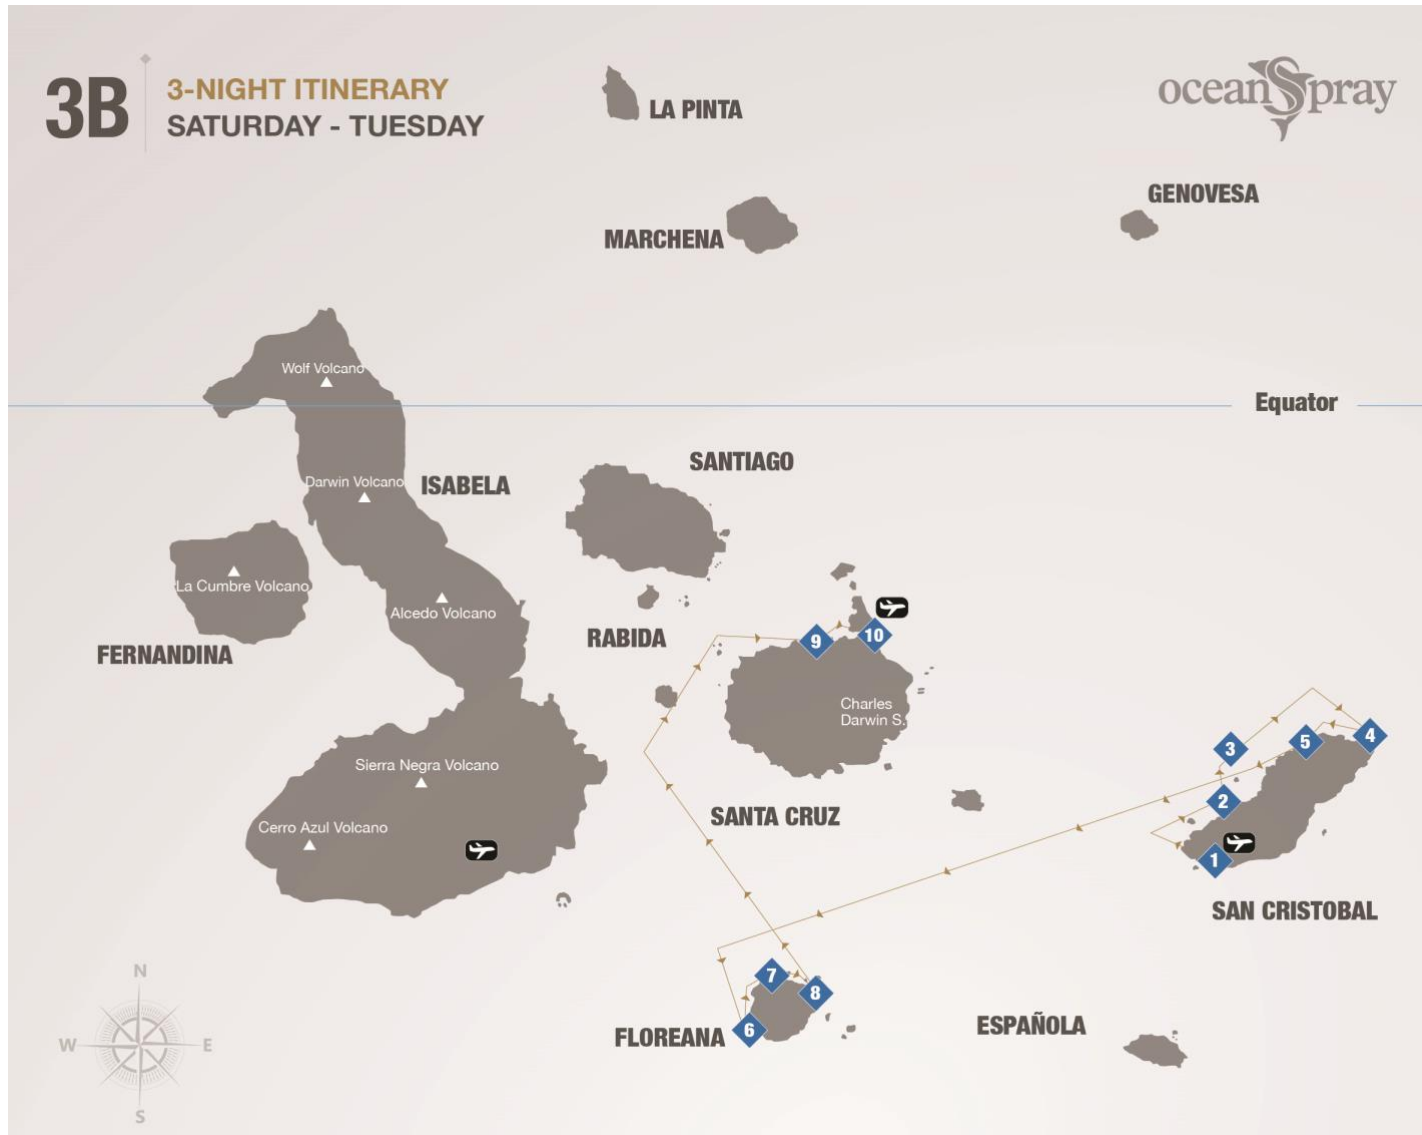 3B
3-NIGHT ITINERARY
SATURDAY - TUESDAY
oceanSpray
LA PINTA
GENOVESA
MARCHENA
Wolf Volcano
Equator
SANTIAGO
Darwin Volcano
ISABELA
La Cumbre Volcano
Alcedo Volcano
RABIDA
FERNANDINA
9
10
Charles
Darwin S.
3
5
4
Sierra Negra Volcano
2
SANTA CRUZ
Cerro Azul Volcano
1
SAN CRISTOBAL
N
7
8
6
ESPAÑOLA
FLOREANA
W
E
S